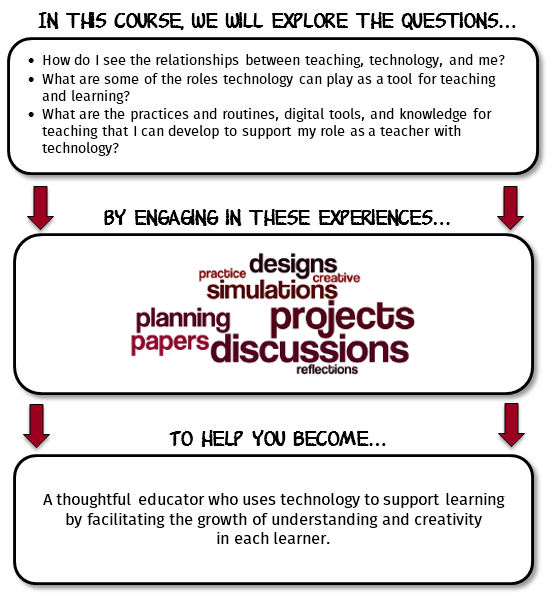 IN THIS COURSE, WE WILL EXPLORE THE QUESTIONS...
• How do I see the relationships between teaching, technology, and me?
• What are some of the roles technology can play as a tool for teaching
and learning?
• What are the practices and routines, digital tools, and knowledge for
teaching that I can develop to support my role as a teacher with
technology?
BY ENGAGING IN THESE EXPERIENCES...
designs
practice
creative
simulations
planning
projects
papers
discussions
reflections
TO HELP YOU BECOME...
A thoughtful educator who uses technology to support learning
by facilitating the growth of understanding and creativity
in each learner.